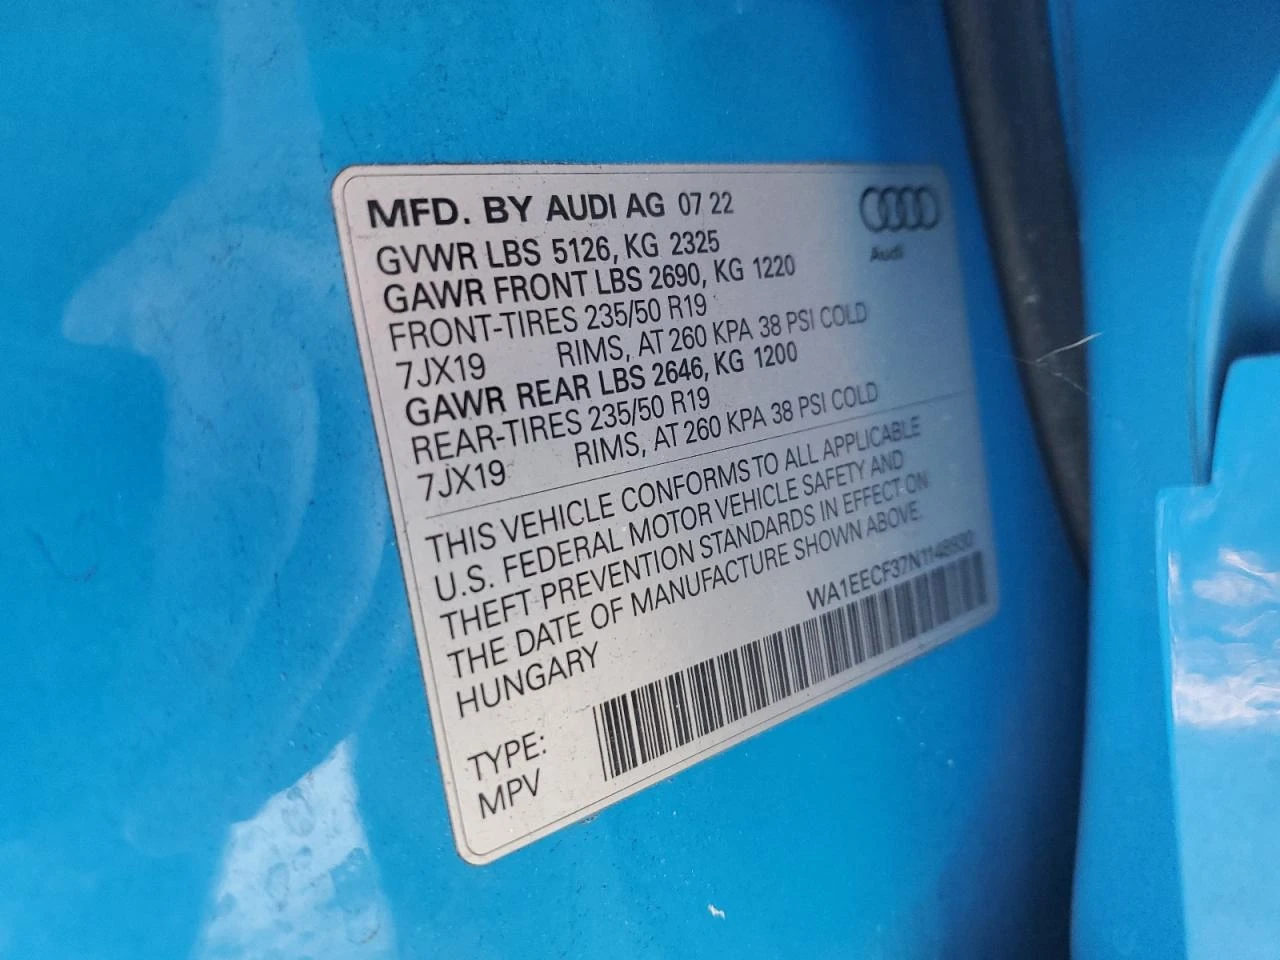 MFD. BY AUDI AG 07 22
GVWR LBS 5126, KG 2325
GAWR FRONT LBS 2690, KG 1220
FRONT-TIRES 235/50 R19
7JX19 RIMS, AT 260 KPA 38 PSI COLD
GAWR REAR LBS 2646, KG 1200
REAR-TIRES 235/50 R19
7JX19 RIMS, AT 260 KPA 38 PSI COLD
THIS VEHICLE CONFORMS TO ALL APPLICABLE
U.S. FEDERAL MOTOR VEHICLE SAFETY AND
THEFT PREVENTION STANDARDS IN EFFECT ON
THE DATE OF MANUFACTURE SHOWN ABOVE.
HUNGARY
WA1EECF37N1148930
TYPE:
MPV
Audi